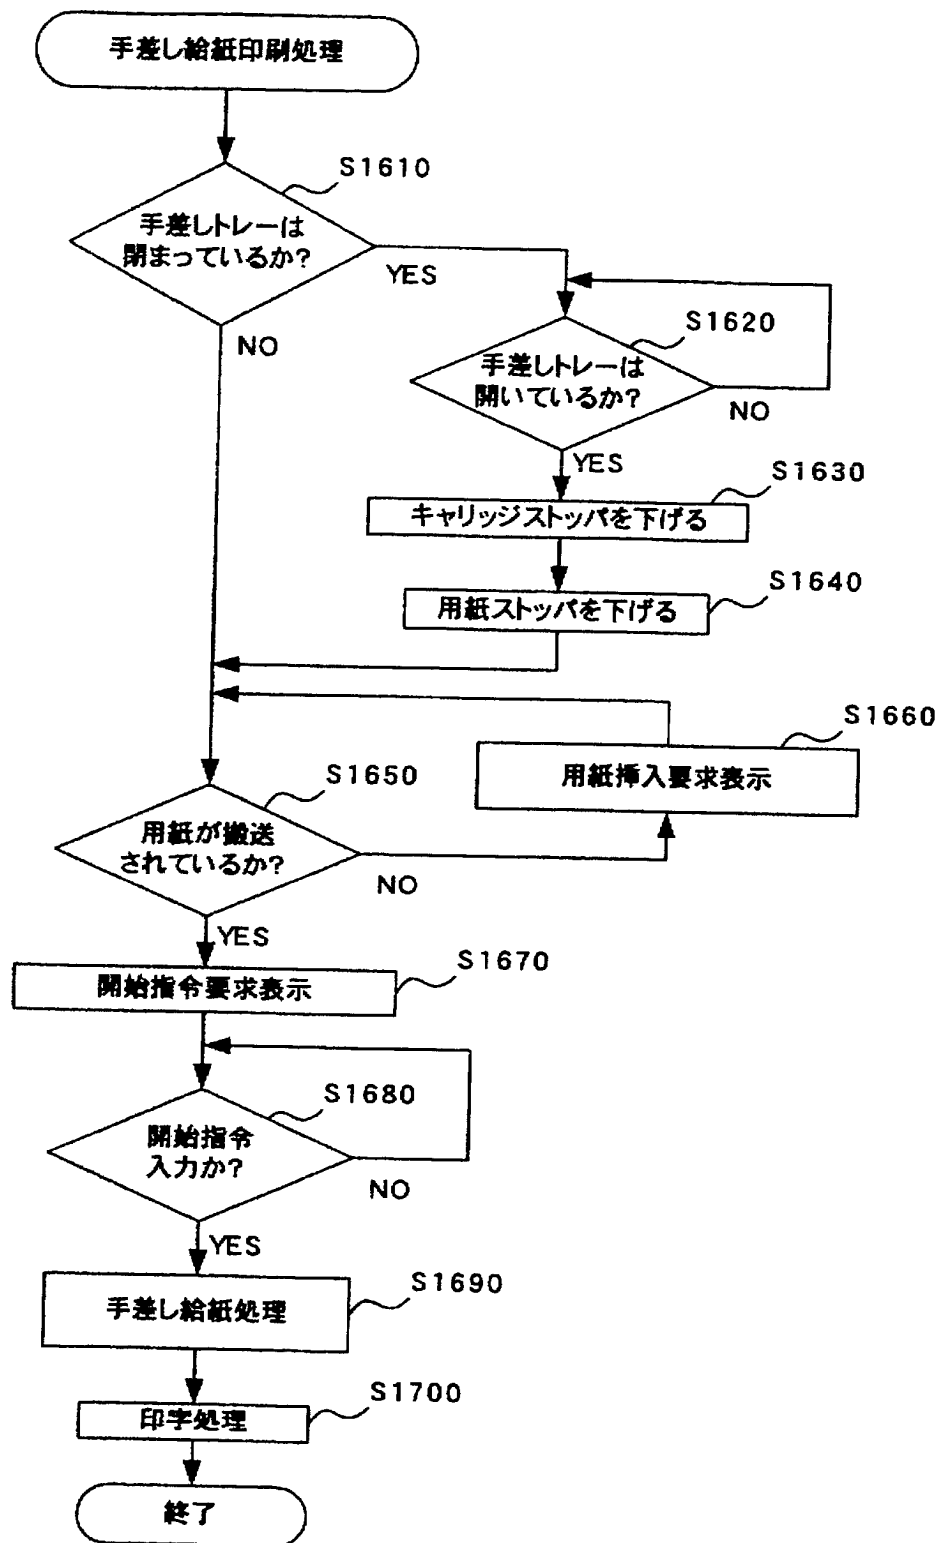 手差し給紙印刷処理
S1610
手差しトレーは
閉まっているか?
YES
NO
S1620
手差しトレーは
開いているか?
NO
YES
S1630
キャリッジストッパを下げる
S1640
用紙ストッパを下げる
S1660
用紙挿入要求表示
S1650
用紙が搬送
されているか?
NO
YES
S1670
開始指令要求表示
S1680
開始指令
入力か?
NO
YES
S1690
手差し給紙処理
S1700
印字処理
終了